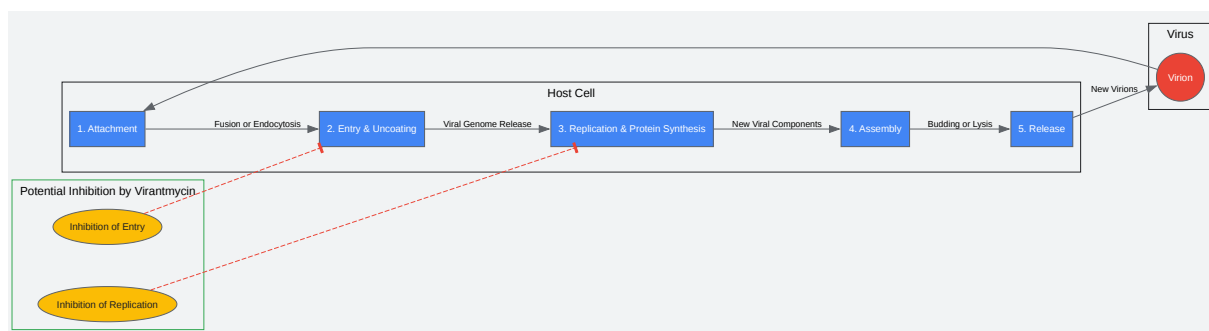 Virus
Virion
New Virions
Host Cell
1. Attachment
Fusion or Endocytosis
2. Entry & Uncoating
Viral Genome Release
3. Replication & Protein Synthesis
New Viral Components
4. Assembly
Budding or Lysis
5. Release
Potential Inhibition by Virantmycin
Inhibition of Entry
Inhibition of Replication